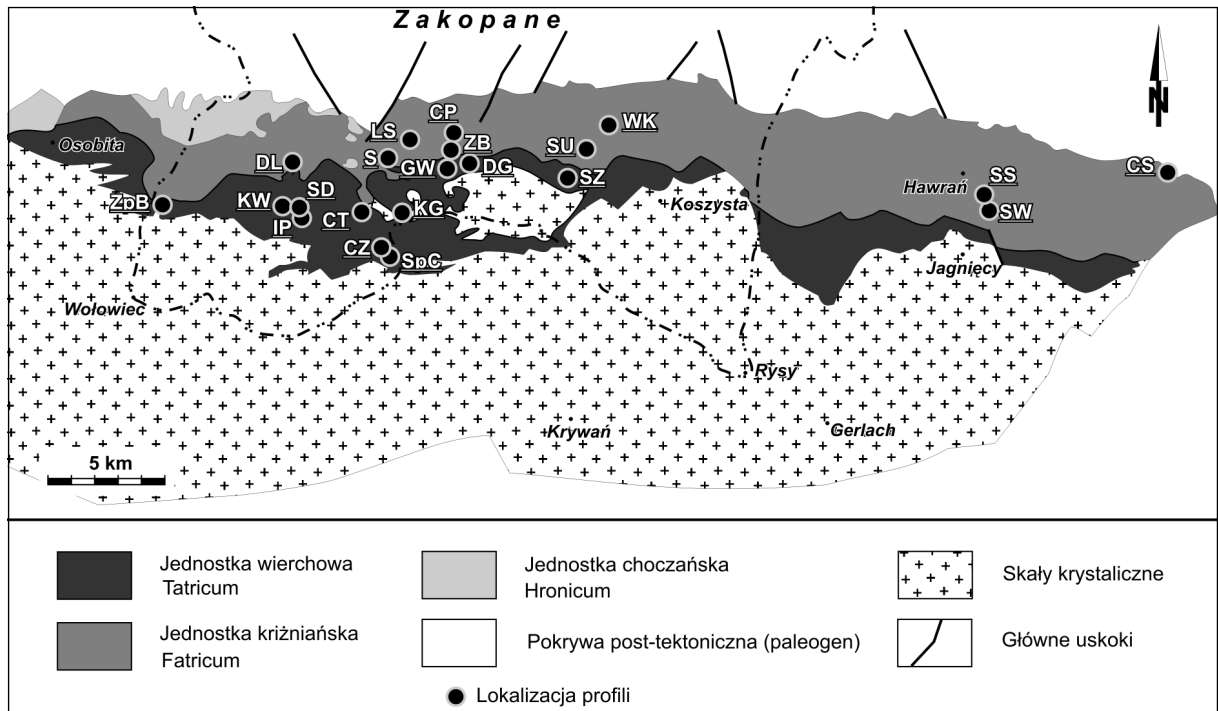 Zakopane
N
CP
WK
LS
ZB
Osobita
S
SU
DL
GW
DG
CS
SZ
SS
Hawrań
SD
KW
ZpB
Koszysta
SW
KG
CT
IP
CZ
SpC
Jagnięcy
Wołowiec
Rysy
Krywań
Gerlach
5 km
Jednostka wierchowa
Tatricum
Jednostka choczańska
Hronicum
Skały krystaliczne
Jednostka kriżniańska
Fatricum
Pokrywa post-tektoniczna (paleogen)
Główne uskoki
Lokalizacja profili